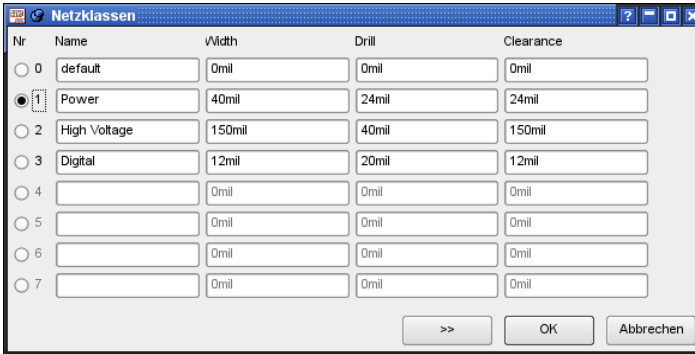 Netzklassen
Nr Name Width Drill Clearance
0 default 0mil 0mil 0mil
1 Power 40mil 24mil 24mil
2 High Voltage 150mil 40mil 150mil
3 Digital 12mil 20mil 12mil
4 0mil 0mil 0mil
5 0mil 0mil 0mil
6 0mil 0mil 0mil
7 0mil 0mil 0mil
>> OK Abbrechen